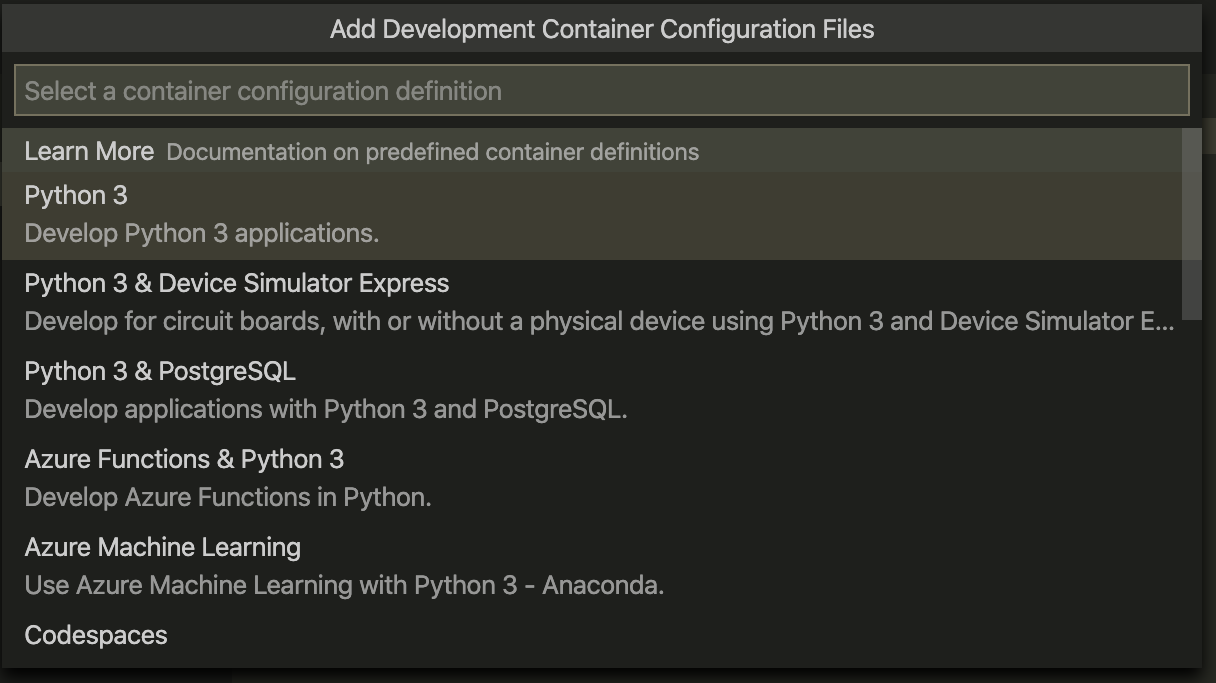 Add Development Container Configuration Files
Select a container configuration definition
Learn More Documentation on predefined container definitions
Python 3
Develop Python 3 applications.
Python 3 & Device Simulator Express
Develop for circuit boards, with or without a physical device using Python 3 and Device Simulator E...
Python 3 & PostgreSQL
Develop applications with Python 3 and PostgreSQL.
Azure Functions & Python 3
Develop Azure Functions in Python.
Azure Machine Learning
Use Azure Machine Learning with Python 3 - Anaconda.
Codespaces